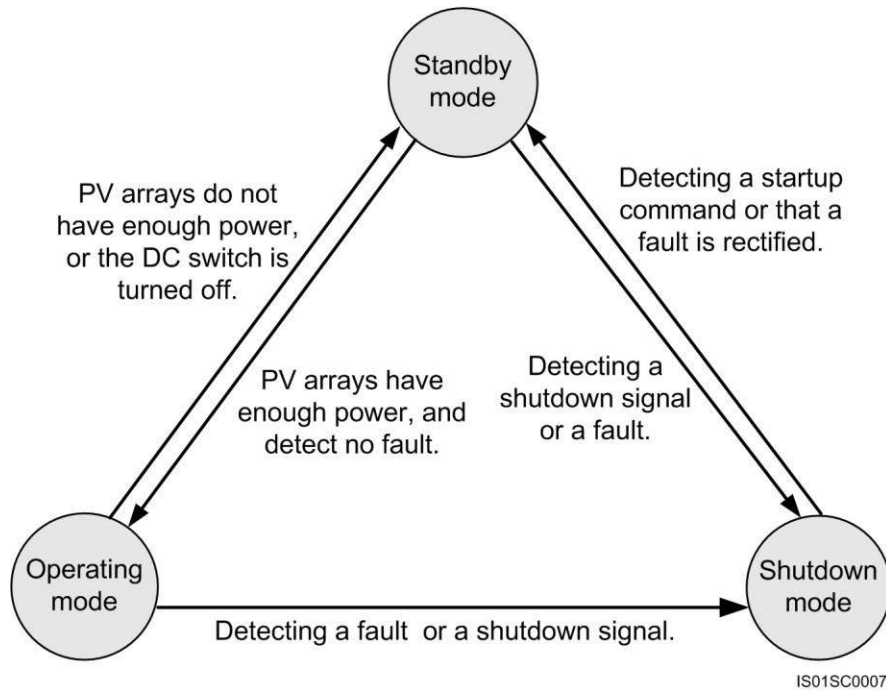 Standby
mode
PV arrays do not
have enough power,
or the DC switch is
turned off.
Detecting a startup
command or that a
fault is rectified.
PV arrays have
enough power, and
detect no fault.
Detecting a
shutdown signal
or a fault.
Operating
mode
Shutdown
mode
Detecting a fault or a shutdown signal.
IS01SC0007